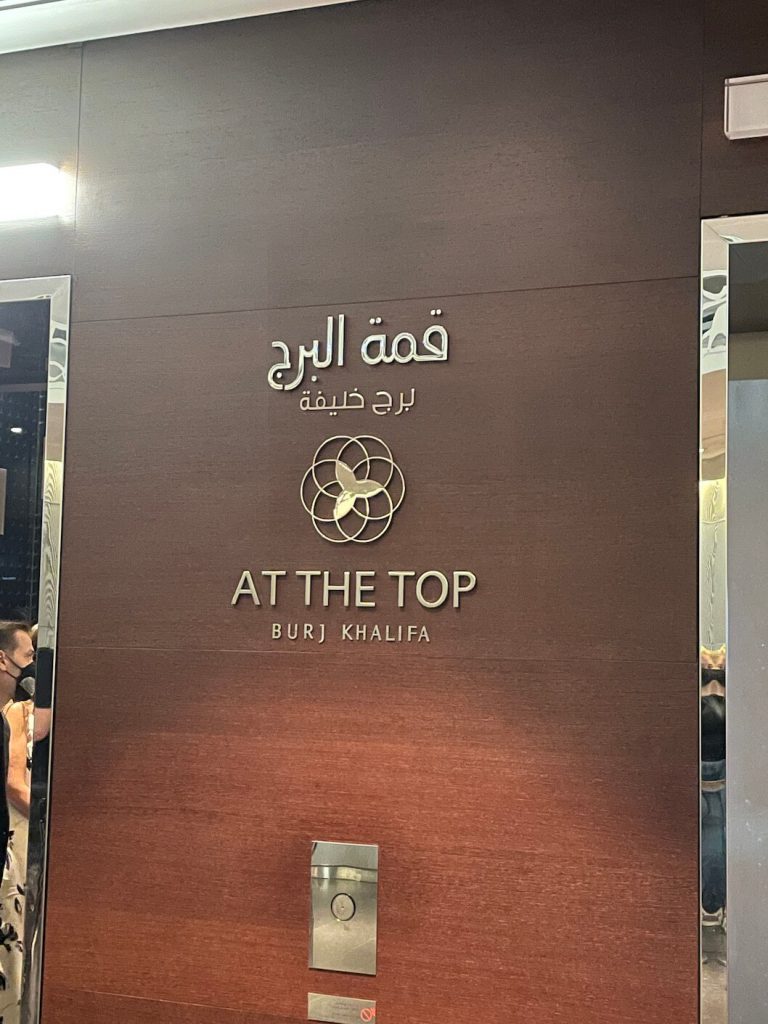 قمة البرج
برج خليفة
AT THE TOP
BURJ KHALIFA